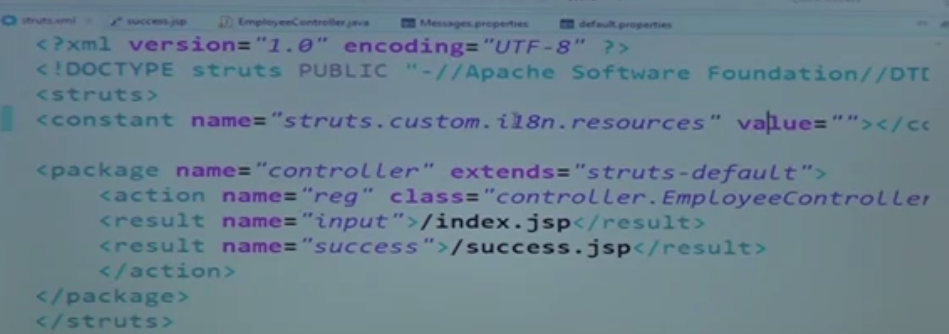 struts.xml success.jsp EmployeeController.java Messages.properties default.properties
<?xml version="1.0" encoding="UTF-8" ?>
<!DOCTYPE struts PUBLIC "-//Apache Software Foundation//DTD
<struts>
<constant name="struts.custom.i18n.resources" value=""></co
<package name="controller" extends="struts-default">
<action name="reg" class="controller.EmployeeController
<result name="input">/index.jsp</result>
<result name="success">/success.jsp</result>
</action>
</package>
</struts>